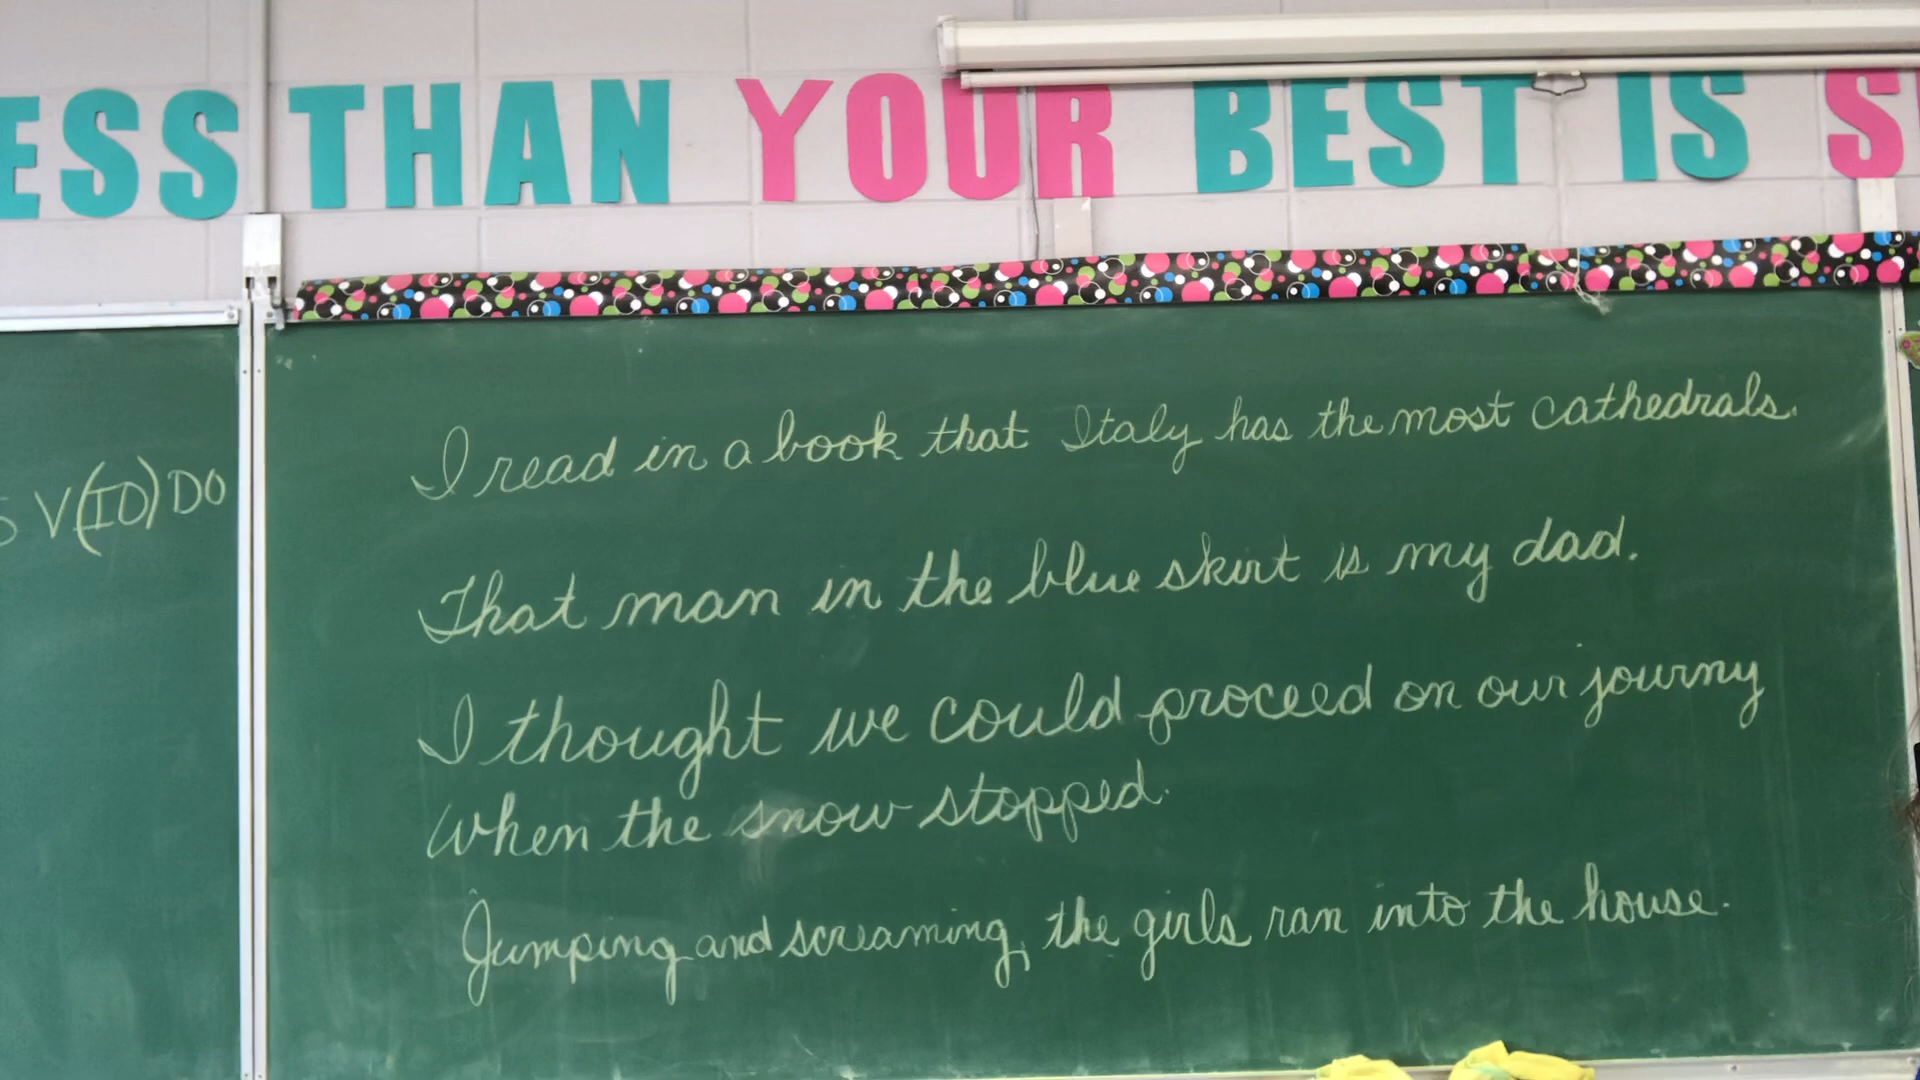 ESS THAN YOUR BEST IS S
S V(IO)DO
I read in a book that Italy has the most cathedrals.
That man in the blue skirt is my dad.
I thought we could proceed on our journy
when the snow stopped.
Jumping and screaming, the girls ran into the house.